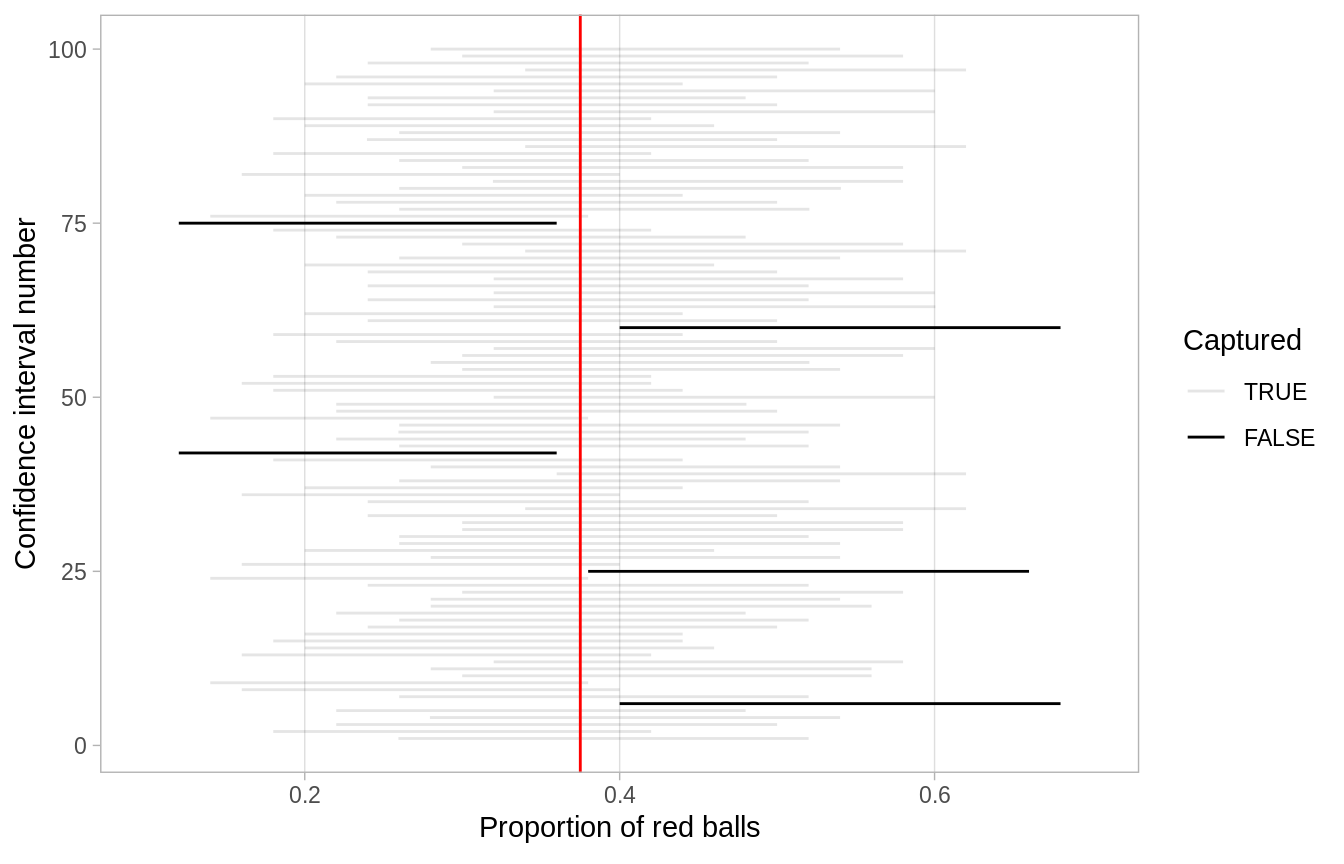 100
75
50
25
0
Confidence interval number
0.2 0.4 0.6
Proportion of red balls
Captured
TRUE
FALSE